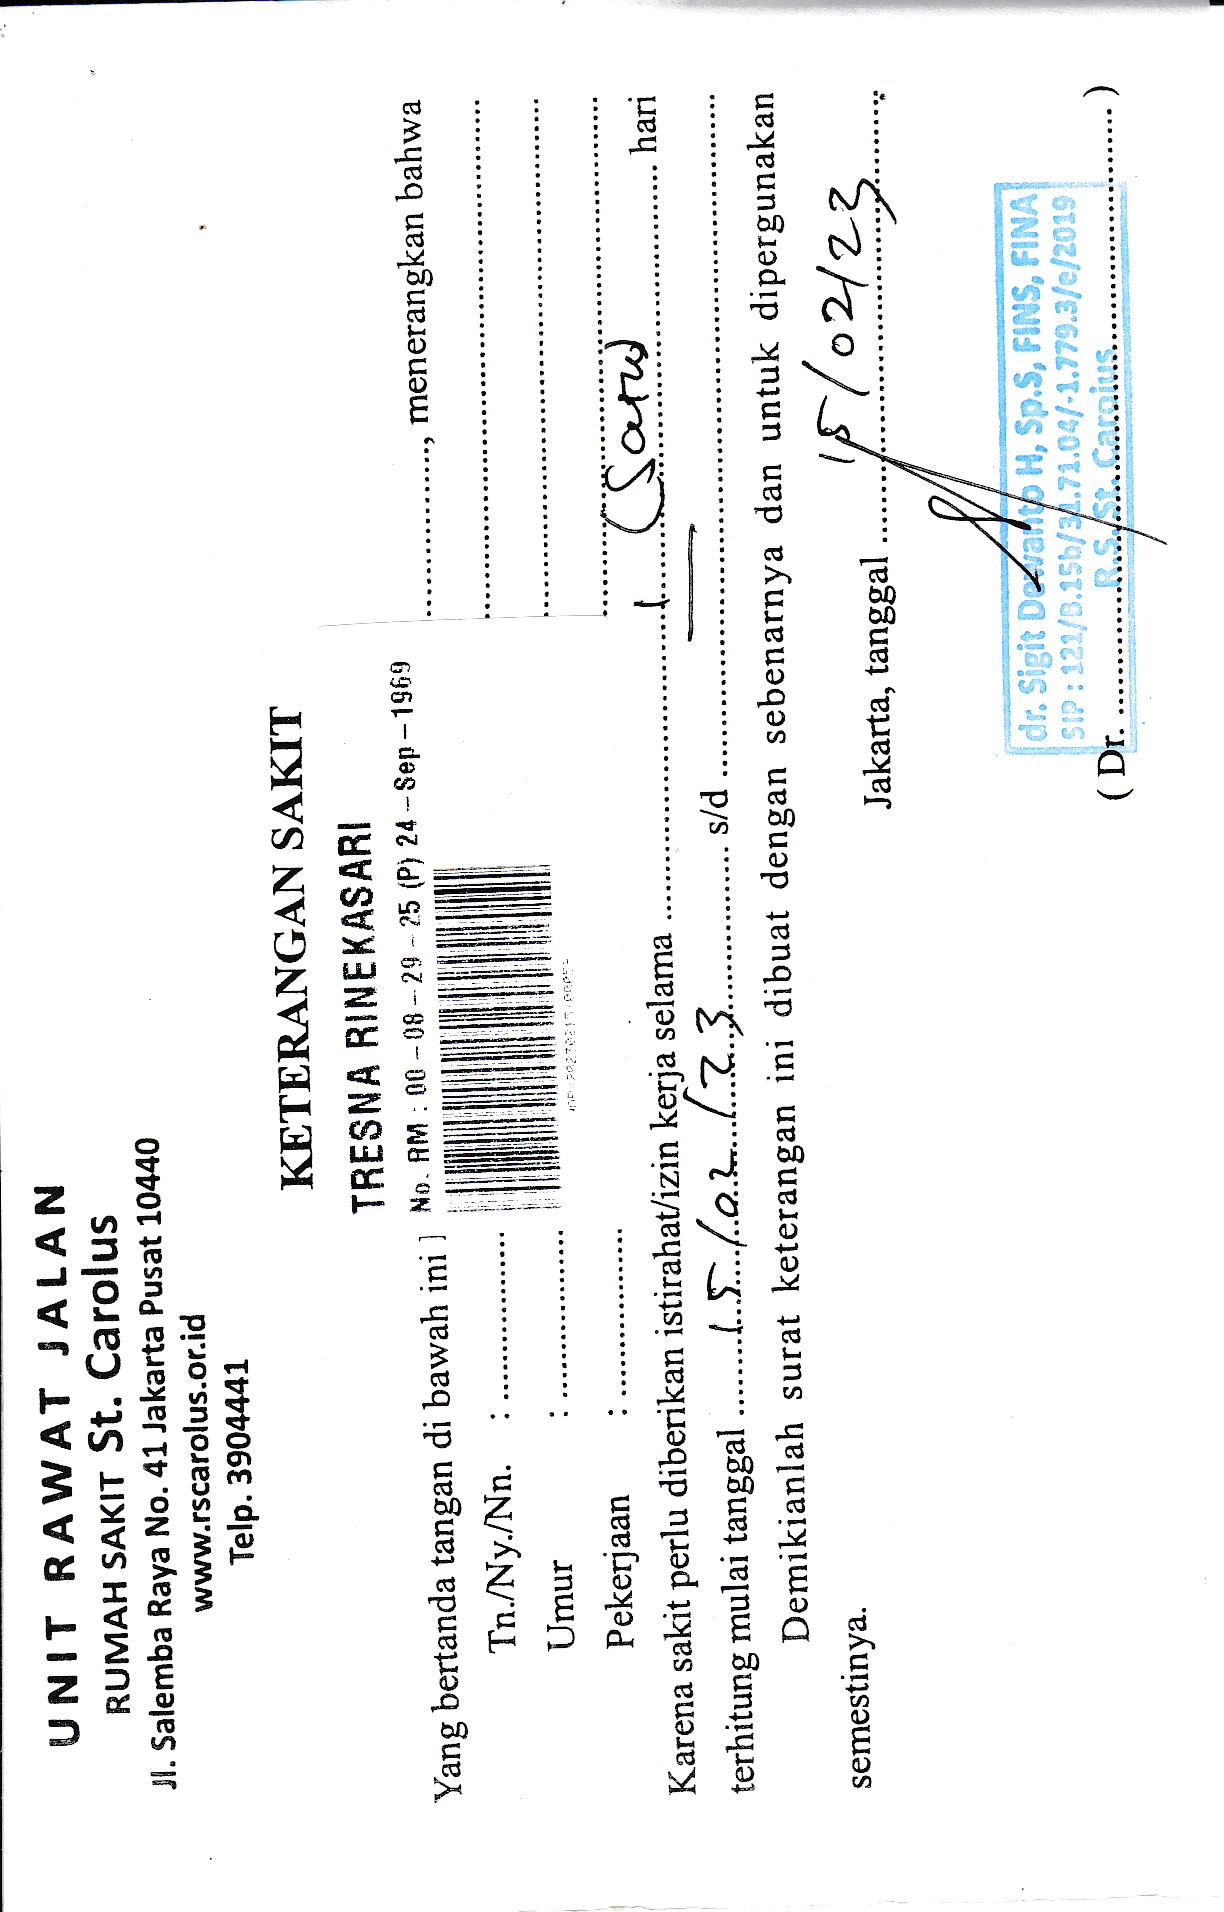 UNIT RAWAT JALAN
RUMAH SAKIT St. Carolus
Jl. Salemba Raya No. 41 Jakarta Pusat 10440
www.rscarolus.or.id
Telp. 3904441
KETERANGAN SAKIT
TRESNA RINEKASARI
No. RM : 00-08-29-25 (P) 24-Sep-1969
Yang bertanda tangan di bawah ini ...................., menerangkan bahwa
Tn./Ny./Nn. : ....................
Umur : ....................
Pekerjaan : ....................
Karena sakit perlu diberikan istirahat/izin kerja selama .......... 1 (Satu) .......... hari
terhitung mulai tanggal .......... 15/02/23 .......... s/d ..........—..........
Demikianlah surat keterangan ini dibuat dengan sebenarnya dan untuk dipergunakan
semestinya.
Jakarta, tanggal .......... 15/02/23 ..........
dr. Sigit Dewanto H, Sp.S, FINS, FINA
SIP : 121/B.15b/31.71.04/-1.779.3/e/2019
R.S. St. Carolus
( Dr. .................... )